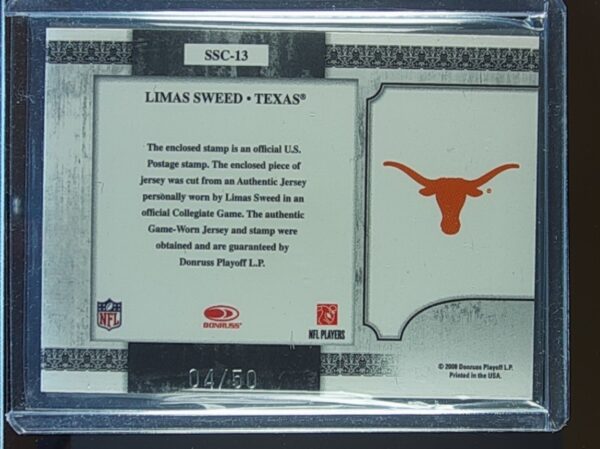 SSC-13
LIMAS SWEED • TEXAS®
The enclosed stamp is an official U.S.
Postage stamp. The enclosed piece of
jersey was cut from an Authentic Jersey
personally worn by Limas Sweed in an
official Collegiate Game. The authentic
Game-Worn Jersey and stamp were
obtained and are guaranteed by
Donruss Playoff L.P.
®
NFL
DONRUSS®
NFL PLAYERS
04/50
© 2008 Donruss Playoff L.P.
Printed in the USA.